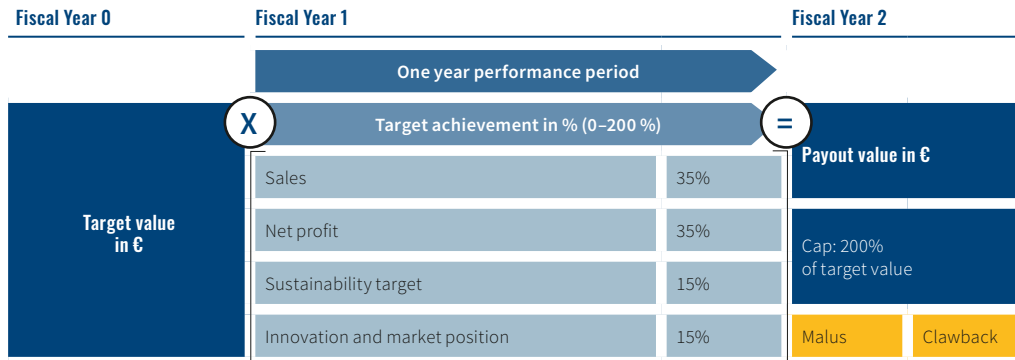 Fiscal Year 0
Fiscal Year 1
Fiscal Year 2
One year performance period
X
Target achievement in % (0–200 %)
=
Target value
in €
Sales 35%
Net profit 35%
Sustainability target 15%
Innovation and market position 15%
Payout value in €
Cap: 200%
of target value
Malus
Clawback